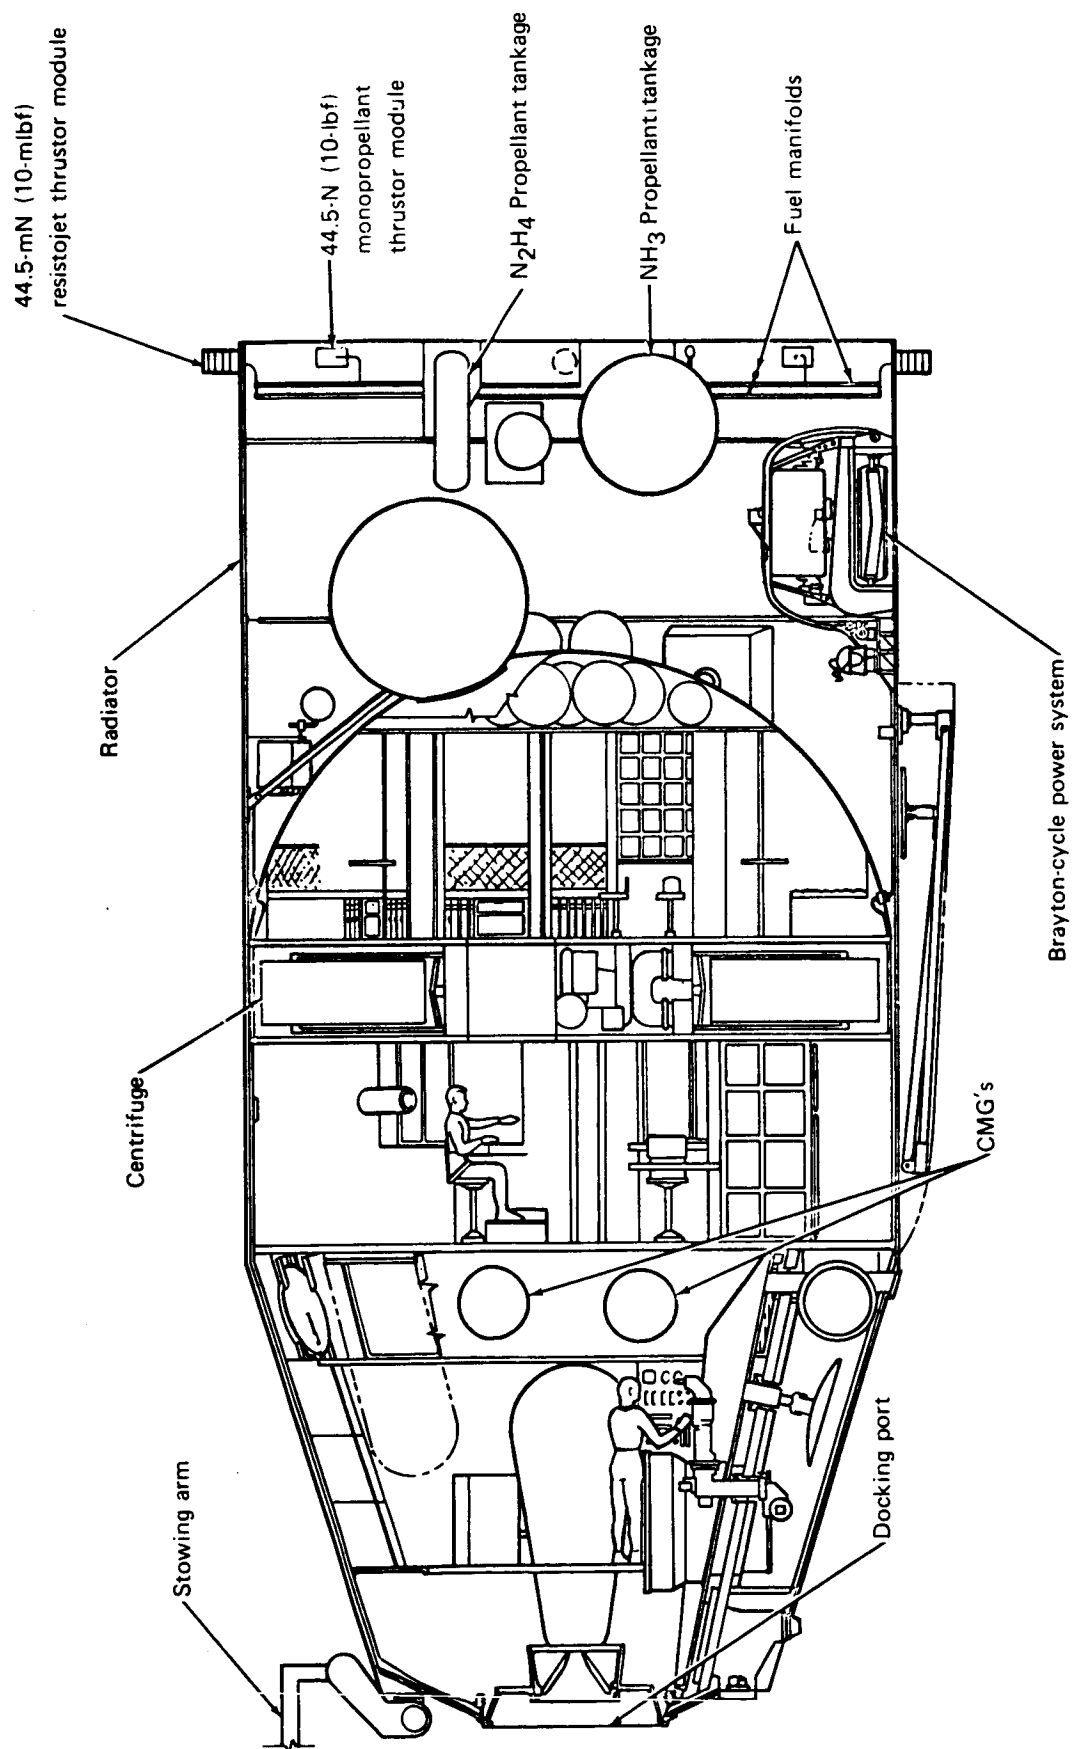 44.5-mN (10-mlbf)
resistojet thrustor module
44.5-N (10-lbf)
monopropellant
thrustor module
N2H4 Propellant tankage
NH3 Propellant tankage
Fuel manifolds
Radiator
Brayton-cycle power system
Centrifuge
CMG's
Stowing arm
Docking port